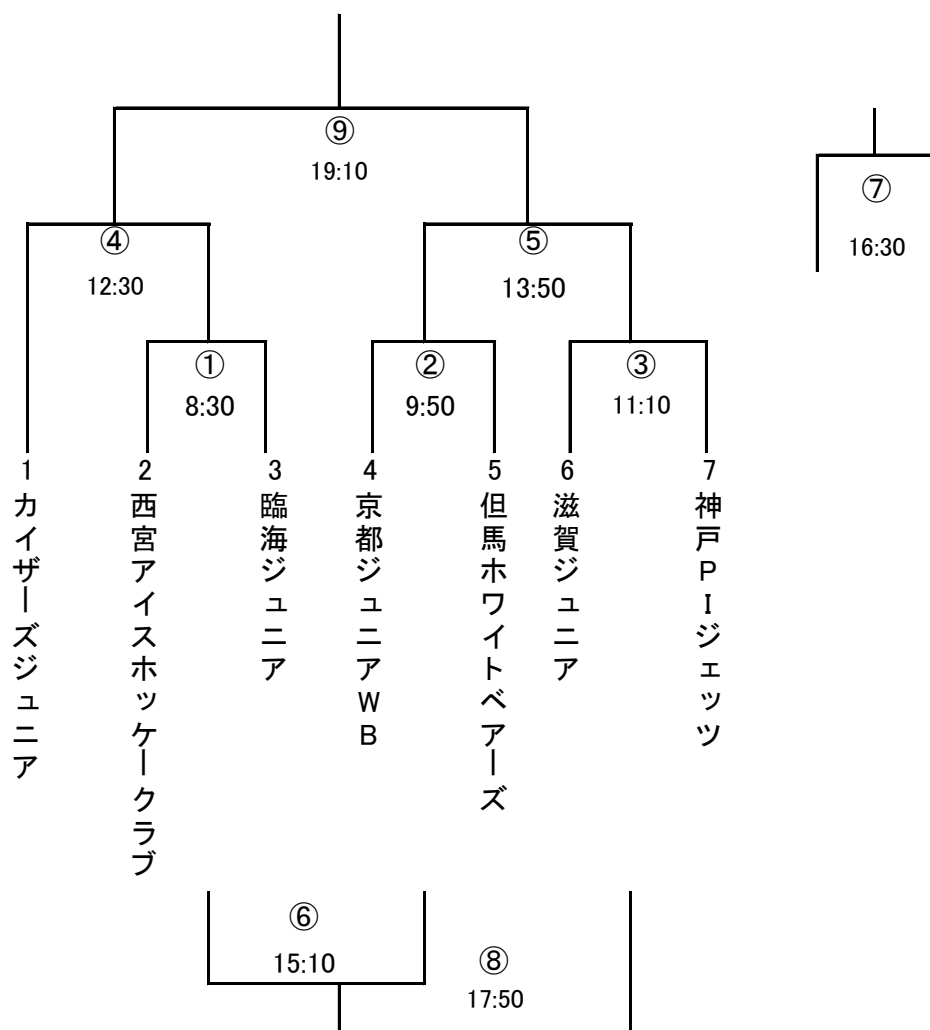 ⑨
19:10
⑦
16:30
④
12:30
⑤
13:50
①
8:30
②
9:50
③
11:10
1 カイザーズジュニア
2 西宮アイスホッケークラブ
3 臨海ジュニア
4 京都ジュニアWB
5 但馬ホワイトベアーズ
6 滋賀ジュニア
7 神戸PIジェッツ
⑥
15:10
⑧
17:50